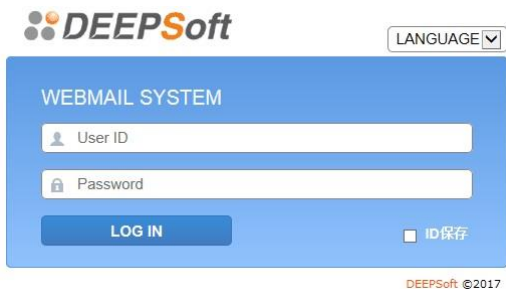 DEEPSoft
LANGUAGE
WEBMAIL SYSTEM
User ID
Password
LOG IN
ID保存
DEEPSoft ©2017